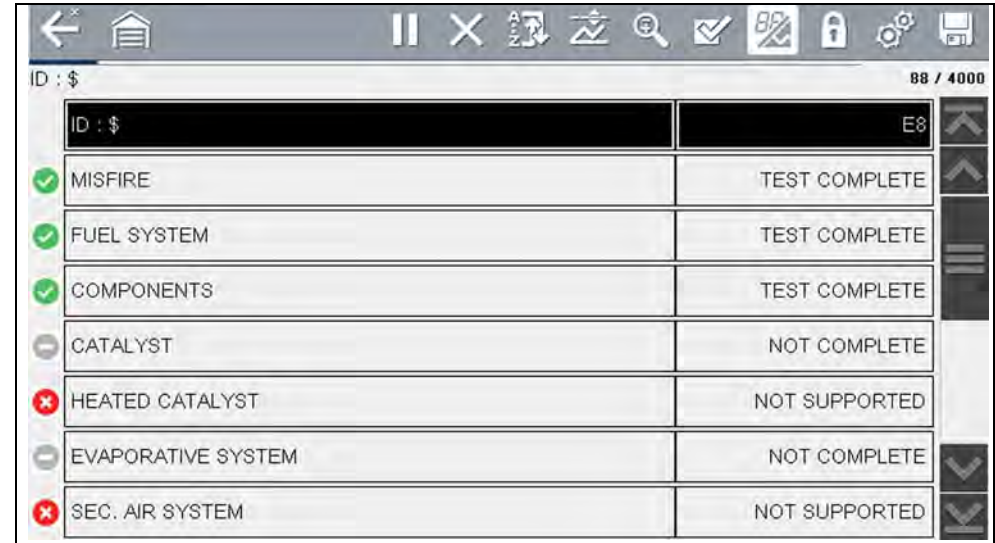 ID : $
88 / 4000
ID : $ E8
MISFIRE TEST COMPLETE
FUEL SYSTEM TEST COMPLETE
COMPONENTS TEST COMPLETE
CATALYST NOT COMPLETE
HEATED CATALYST NOT SUPPORTED
EVAPORATIVE SYSTEM NOT COMPLETE
SEC. AIR SYSTEM NOT SUPPORTED